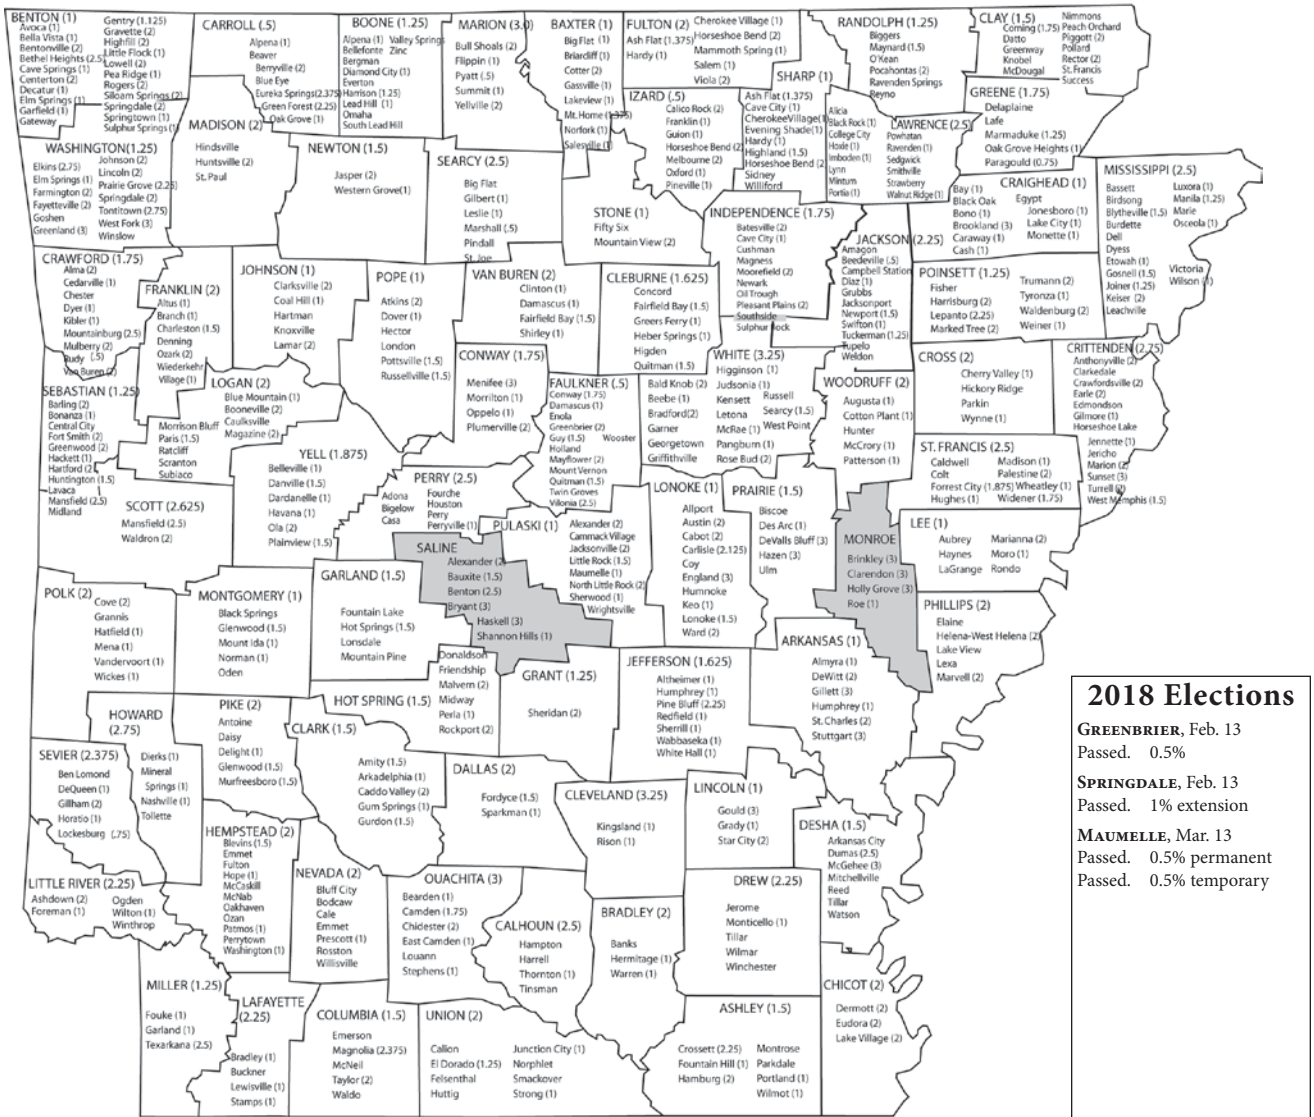 BENTON (1)
Avoca (1)
Bella Vista (1)
Bentonville (2)
Bethel Heights (2.5)
Cave Springs (1)
Centerton (2)
Decatur (1)
Elm Springs (1)
Garfield (1)
Gateway
Gentry (1.125)
Gravette (2)
Highfill (2)
Little Flock (1)
Lowell (2)
Pea Ridge (1)
Rogers (2)
Siloam Springs (2)
Springdale (2)
Springtown (1)
Sulphur Springs (1)
CARROLL (.5)
Alpena (1)
Beaver
Berryville (2)
Blue Eye
Eureka Springs(2.375)
Green Forest (2.25)
Oak Grove (1)
BOONE (1.25)
Alpena (1) Valley Springs
Bellefonte Zinc
Bergman
Diamond City (1)
Everton
Harrison (1.25)
Lead Hill (1)
Omaha
South Lead Hill
MARION (3.0)
Bull Shoals (2)
Flippin (1)
Pyatt (.5)
Summit (1)
Yellville (2)
BAXTER (1)
Big Flat (1)
Briarcliff (1)
Cotter (2)
Gassville (1)
Lakeview (1)
Mt. Home (1.375)
Norfork (1)
Salesville (1)
FULTON (2)
Ash Flat (1.375)
Hardy (1)
Cherokee Village (1)
Horseshoe Bend (2)
Mammoth Spring (1)
Salem (1)
Viola (2)
SHARP (1)
Ash Flat (1.375)
Cave City (1)
CherokeeVillage(1)
Evening Shade(1)
Hardy (1)
Highland (1.5)
Horseshoe Bend (2)
Sidney
Williford
RANDOLPH (1.25)
Biggers
Maynard (1.5)
O'Kean
Pocahontas (2)
Ravenden Springs
Reyno
CLAY (1.5)
Corning (1.75)
Datto
Greenway
Knobel
McDougal
Nimmons
Peach Orchard
Piggott (2)
Pollard
Rector (2)
St. Francis
Success
GREENE (1.75)
Delaplaine
Lafe
Marmaduke (1.25)
Oak Grove Heights (1)
Paragould (0.75)
IZARD (.5)
Calico Rock (2)
Franklin (1)
Guion (1)
Horseshoe Bend (2)
Melbourne (2)
Oxford (1)
Pineville (1)
LAWRENCE (2.5)
Alicia
Black Rock (1)
College City
Hoxie (1)
Imboden (1)
Lynn
Minturn
Portia (1)
Powhatan
Ravenden (1)
Sedgwick
Smithville
Strawberry
Walnut Ridge (1)
MADISON (2)
Hindsville
Huntsville (2)
St. Paul
WASHINGTON(1.25)
Elkins (2.75)
Elm Springs (1)
Farmington (2)
Fayetteville (2)
Goshen
Greenland (3)
Johnson (2)
Lincoln (2)
Prairie Grove (2.25)
Springdale (2)
Tontitown (2.75)
West Fork (3)
Winslow
NEWTON (1.5)
Jasper (2)
Western Grove(1)
SEARCY (2.5)
Big Flat
Gilbert (1)
Leslie (1)
Marshall (.5)
Pindall
St. Joe
STONE (1)
Fifty Six
Mountain View (2)
INDEPENDENCE (1.75)
Batesville (2)
Cave City (1)
Cushman
Magness
Moorefield (2)
Newark
Oil Trough
Pleasant Plains (2)
Southside
Sulphur Rock
JACKSON (2.25)
Amagon
Beedeville (.5)
Campbell Station
Diaz (1)
Grubbs
Jacksonport
Newport (1.5)
Swifton (1)
Tuckerman (1.25)
Tupelo
Weldon
CRAIGHEAD (1)
Bay (1)
Black Oak
Bono (1)
Brookland (3)
Caraway (1)
Cash (1)
Egypt
Jonesboro (1)
Lake City (1)
Monette (1)
MISSISSIPPI (2.5)
Bassett
Birdsong
Blytheville (1.5)
Burdette
Dell
Dyess
Etowah (1)
Gosnell (1.5)
Joiner (1.25)
Keiser (2)
Leachville
Luxora (1)
Manila (1.25)
Marie
Osceola (1)
Victoria
Wilson (1)
CRAWFORD (1.75)
Alma (2)
Cedarville (1)
Chester
Dyer (1)
Kibler (1)
Mountainburg (2.5)
Mulberry (2)
Rudy (.5)
Van Buren (2)
FRANKLIN (2)
Altus (1)
Branch (1)
Charleston (1.5)
Denning
Ozark (2)
Wiederkehr
Village (1)
JOHNSON (1)
Clarksville (2)
Coal Hill (1)
Hartman
Knoxville
Lamar (2)
POPE (1)
Atkins (2)
Dover (1)
Hector
London
Pottsville (1.5)
Russellville (1.5)
VAN BUREN (2)
Clinton (1)
Damascus (1)
Fairfield Bay (1.5)
Shirley (1)
CLEBURNE (1.625)
Concord
Fairfield Bay (1.5)
Greers Ferry (1)
Heber Springs (1)
Higden
Quitman (1.5)
POINSETT (1.25)
Fisher
Harrisburg (2)
Lepanto (2.25)
Marked Tree (2)
Trumann (2)
Tyronza (1)
Waldenburg (2)
Weiner (1)
CONWAY (1.75)
Menifee (3)
Morrilton (1)
Oppelo (1)
Plumerville (2)
FAULKNER (.5)
Conway (1.75)
Damascus (1)
Enola
Greenbrier (2)
Guy (1.5) Wooster
Holland
Mayflower (2)
Mount Vernon
Quitman (1.5)
Twin Groves
Vilonia (2.5)
WHITE (3.25)
Bald Knob (2)
Beebe (1)
Bradford(2)
Garner
Georgetown
Griffithville
Higginson (1)
Judsonia (1)
Kensett
Letona
McRae (1)
Pangburn (1)
Rose Bud (2)
Russell
Searcy (1.5)
West Point
WOODRUFF (2)
Augusta (1)
Cotton Plant (1)
Hunter
McCrory (1)
Patterson (1)
CROSS (2)
Cherry Valley (1)
Hickory Ridge
Parkin
Wynne (1)
CRITTENDEN (2.75)
Anthonyville (2)
Clarkedale
Crawfordsville (2)
Earle (2)
Edmondson
Gilmore (1)
Horseshoe Lake
Jennette (1)
Jericho
Marion (2)
Sunset (3)
Turrell (2)
West Memphis (1.5)
SEBASTIAN (1.25)
Barling (2)
Bonanza (1)
Central City
Fort Smith (2)
Greenwood (2)
Hackett (1)
Hartford (2)
Huntington (1.5)
Lavaca
Mansfield (2.5)
Midland
LOGAN (2)
Blue Mountain (1)
Booneville (2)
Caulksville
Magazine (2)
Morrison Bluff
Paris (1.5)
Ratcliff
Scranton
Subiaco
SCOTT (2.625)
Mansfield (2.5)
Waldron (2)
YELL (1.875)
Belleville (1)
Danville (1.5)
Dardanelle (1)
Havana (1)
Ola (2)
Plainview (1.5)
PERRY (2.5)
Adona
Bigelow
Casa
Fourche
Houston
Perry
Perryville (1)
PULASKI (1)
Alexander (2)
Cammack Village
Jacksonville (2)
Little Rock (1.5)
Maumelle (1)
North Little Rock (2)
Sherwood (1)
Wrightsville
LONOKE (1)
Allport
Austin (2)
Cabot (2)
Carlisle (2.125)
Coy
England (3)
Humnoke
Keo (1)
Lonoke (1.5)
Ward (2)
PRAIRIE (1.5)
Biscoe
Des Arc (1)
DeValls Bluff (3)
Hazen (3)
Ulm
ST. FRANCIS (2.5)
Caldwell
Colt
Forrest City (1.875)
Hughes (1)
Madison (1)
Palestine (2)
Wheatley (1)
Widener (1.75)
MONROE
Brinkley (3)
Clarendon (3)
Holly Grove (3)
Roe (1)
LEE (1)
Aubrey
Haynes
LaGrange
Marianna (2)
Moro (1)
Rondo
PHILLIPS (2)
Elaine
Helena-West Helena (2)
Lake View
Lexa
Marvell (2)
SALINE
Alexander (2)
Bauxite (1.5)
Benton (2.5)
Bryant (3)
Haskell (3)
Shannon Hills (1)
GARLAND (1.5)
Fountain Lake
Hot Springs (1.5)
Lonsdale
Mountain Pine
POLK (2)
Cove (2)
Grannis
Hatfield (1)
Mena (1)
Vandervoort (1)
Wickes (1)
MONTGOMERY (1)
Black Springs
Glenwood (1.5)
Mount Ida (1)
Norman (1)
Oden
HOT SPRING (1.5)
Donaldson
Friendship
Malvern (2)
Midway
Perla (1)
Rockport (2)
GRANT (1.25)
Sheridan (2)
JEFFERSON (1.625)
Altheimer (1)
Humphrey (1)
Pine Bluff (2.25)
Redfield (1)
Sherrill (1)
Wabbaseka (1)
White Hall (1)
ARKANSAS (1)
Almyra (1)
DeWitt (2)
Gillett (3)
Humphrey (1)
St. Charles (2)
Stuttgart (3)
HOWARD
(2.75)
Dierks (1)
Mineral
Springs (1)
Nashville (1)
Tollette
PIKE (2)
Antoine
Daisy
Delight (1)
Glenwood (1.5)
Murfreesboro (1.5)
CLARK (1.5)
Amity (1.5)
Arkadelphia (1)
Caddo Valley (2)
Gum Springs (1)
Gurdon (1.5)
SEVIER (2.375)
Ben Lomond
DeQueen (1)
Gillham (2)
Horatio (1)
Lockesburg (.75)
DALLAS (2)
Fordyce (1.5)
Sparkman (1)
CLEVELAND (3.25)
Kingsland (1)
Rison (1)
LINCOLN (1)
Gould (3)
Grady (1)
Star City (2)
DESHA (1.5)
Arkansas City
Dumas (2.5)
McGehee (3)
Mitchellville
Reed
Tillar
Watson
HEMPSTEAD (2)
Blevins (1.5)
Emmet
Fulton
Hope (1)
McCaskill
McNab
Oakhaven
Ozan
Patmos (1)
Perrytown
Washington (1)
LITTLE RIVER (2.25)
Ashdown (2)
Foreman (1)
Ogden
Wilton (1)
Winthrop
NEVADA (2)
Bluff City
Bodcaw
Cale
Emmet
Prescott (1)
Rosston
Willisville
OUACHITA (3)
Bearden (1)
Camden (1.75)
Chidester (2)
East Camden (1)
Louann
Stephens (1)
CALHOUN (2.5)
Hampton
Harrell
Thornton (1)
Tinsman
BRADLEY (2)
Banks
Hermitage (1)
Warren (1)
DREW (2.25)
Jerome
Monticello (1)
Tillar
Wilmar
Winchester
MILLER (1.25)
Fouke (1)
Garland (1)
Texarkana (2.5)
LAFAYETTE
(2.25)
Bradley (1)
Buckner
Lewisville (1)
Stamps (1)
COLUMBIA (1.5)
Emerson
Magnolia (2.375)
McNeil
Taylor (2)
Waldo
UNION (2)
Callon
El Dorado (1.25)
Felsenthal
Huttig
Junction City (1)
Norphlet
Smackover
Strong (1)
ASHLEY (1.5)
Crossett (2.25)
Fountain Hill (1)
Hamburg (2)
Montrose
Parkdale
Portland (1)
Wilmot (1)
CHICOT (2)
Dermott (2)
Eudora (2)
Lake Village (2)
2018 Elections
GREENBRIER, Feb. 13
Passed. 0.5%
SPRINGDALE, Feb. 13
Passed. 1% extension
MAUMELLE, Mar. 13
Passed. 0.5% permanent
Passed. 0.5% temporary